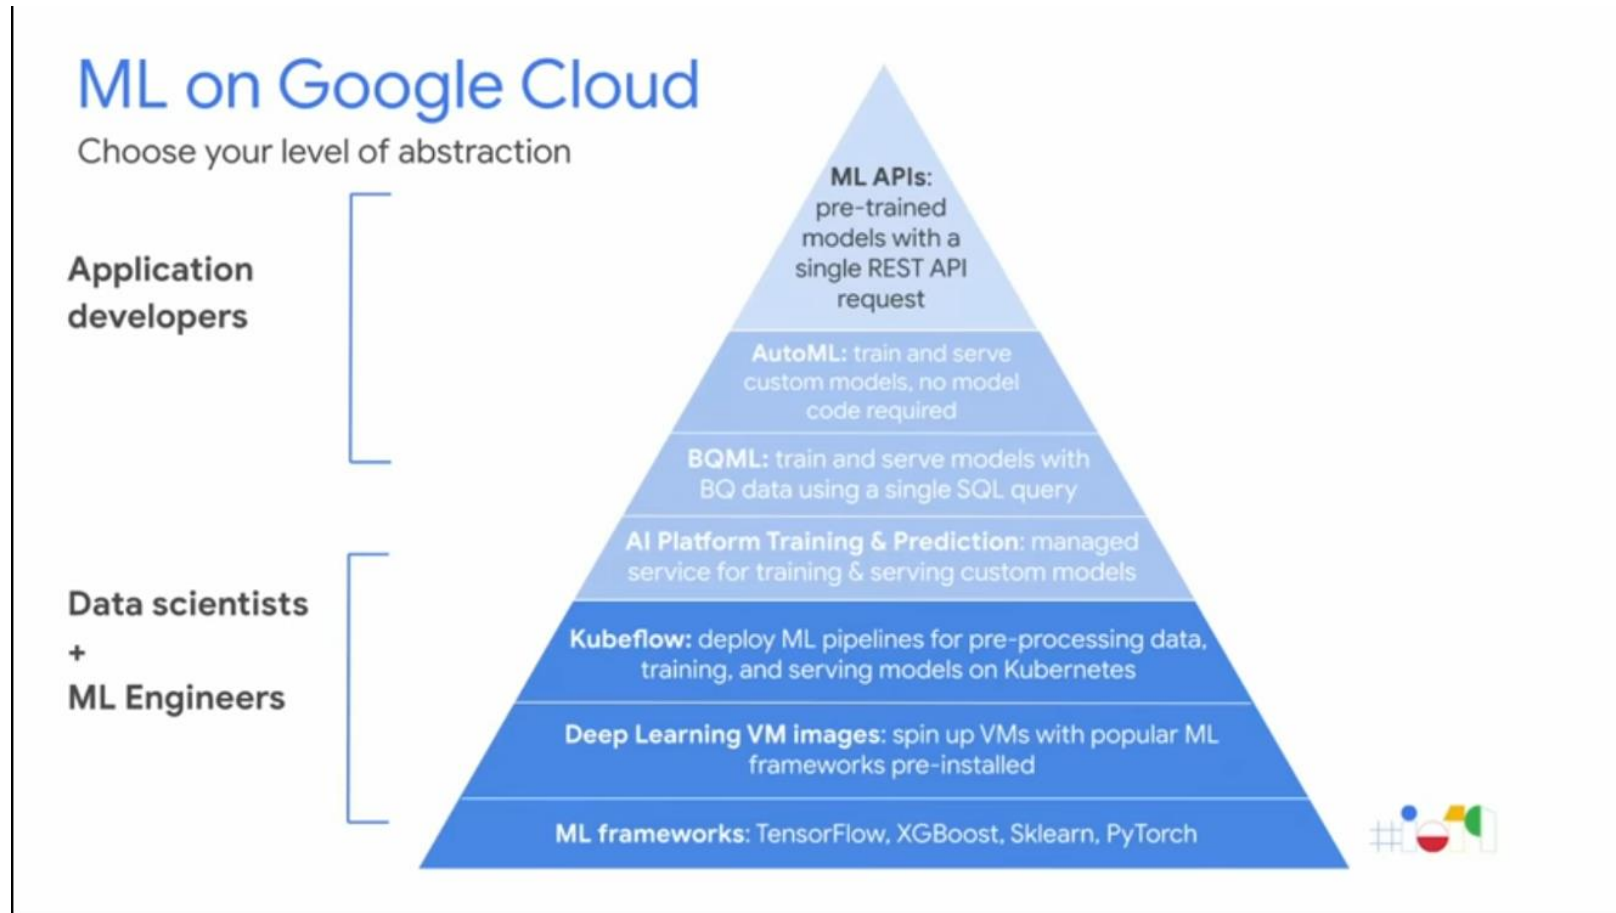 ML on Google Cloud
Choose your level of abstraction
Application
developers
Data scientists
+
ML Engineers
ML APIs:
pre-trained
models with a
single REST API
request
AutoML: train and serve
custom models, no model
code required
BQML: train and serve models with
BQ data using a single SQL query
AI Platform Training & Prediction: managed
service for training & serving custom models
Kubeflow: deploy ML pipelines for pre-processing data,
training, and serving models on Kubernetes
Deep Learning VM images: spin up VMs with popular ML
frameworks pre-installed
ML frameworks: TensorFlow, XGBoost, Sklearn, PyTorch